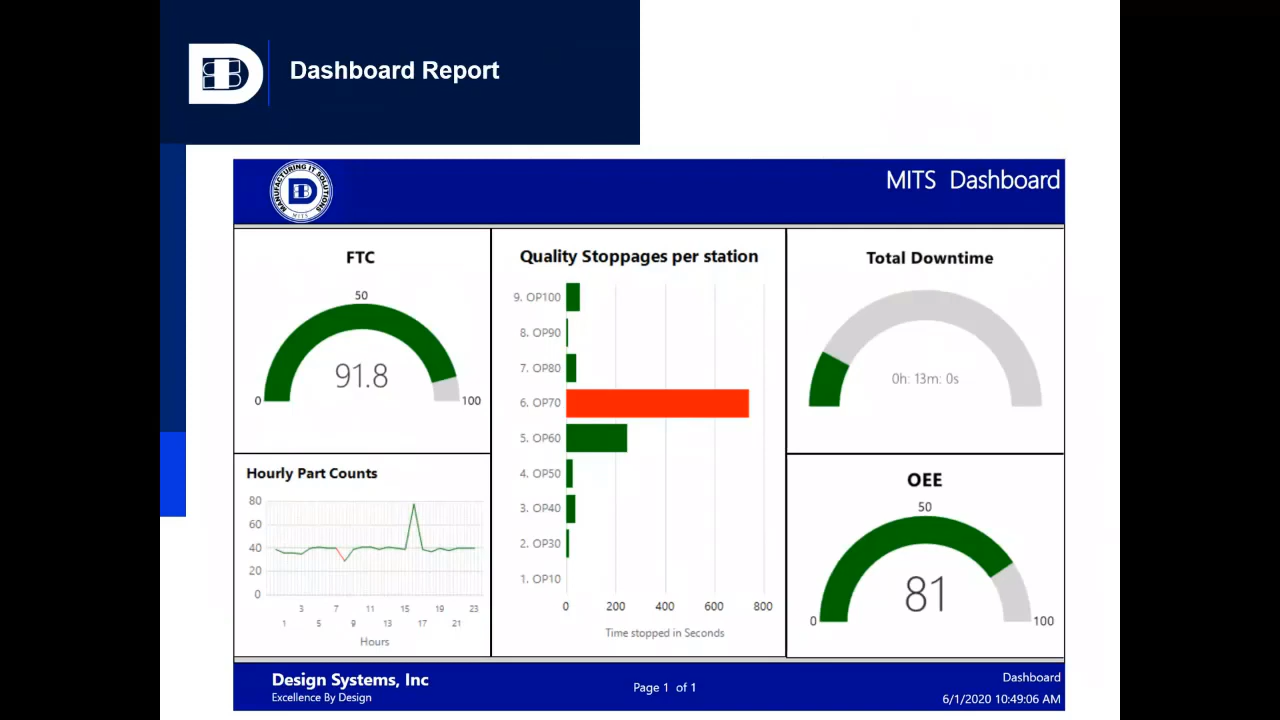 Dashboard Report
MANUFACTURING IT SOLUTIONS
MITS
MITS Dashboard
FTC
50
91.8
0
100
Hourly Part Counts
80
60
40
20
0
3 7 11 15 19 23
1 5 9 13 17 21
Hours
Quality Stoppages per station
9. OP100
8. OP90
7. OP80
6. OP70
5. OP60
4. OP50
3. OP40
2. OP30
1. OP10
0 200 400 600 800
Time stopped in Seconds
Total Downtime
0h: 13m: 0s
OEE
50
81
0
100
Design Systems, Inc
Excellence By Design
Page 1 of 1
Dashboard
6/1/2020 10:49:06 AM